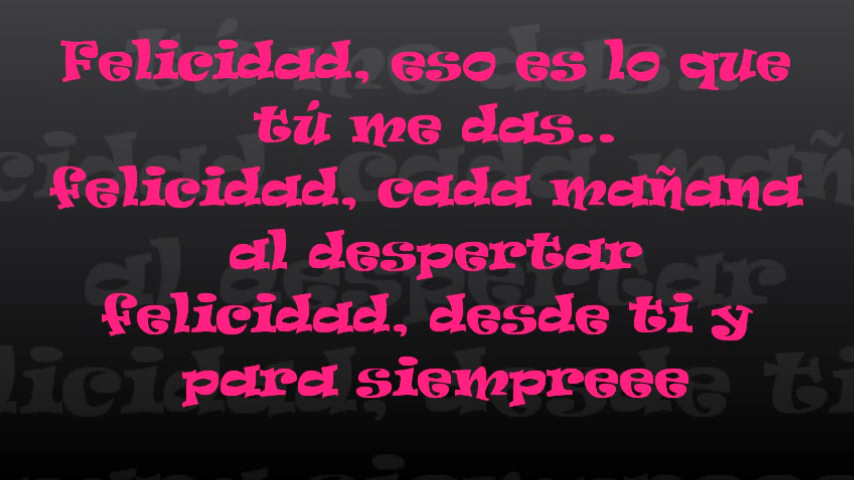 Felicidad, eso es lo que
tú me das..
felicidad, cada mañana
al despertar
felicidad, desde ti y
para siempreee